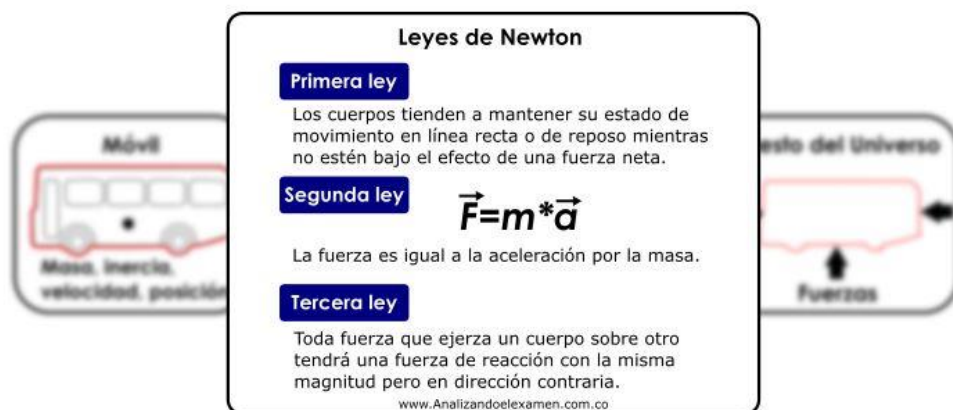 Leyes de Newton
Primera ley
Los cuerpos tienden a mantener su estado de
movimiento en línea recta o de reposo mientras
no estén bajo el efecto de una fuerza neta.
Segunda ley
F=m*a
La fuerza es igual a la aceleración por la masa.
Tercera ley
Toda fuerza que ejerza un cuerpo sobre otro
tendrá una fuerza de reacción con la misma
magnitud pero en dirección contraria.
www.Analizandoelexamen.com.co
Móvil
Masa, inercia,
velocidad, posición
esto del Universo
Fuerzas